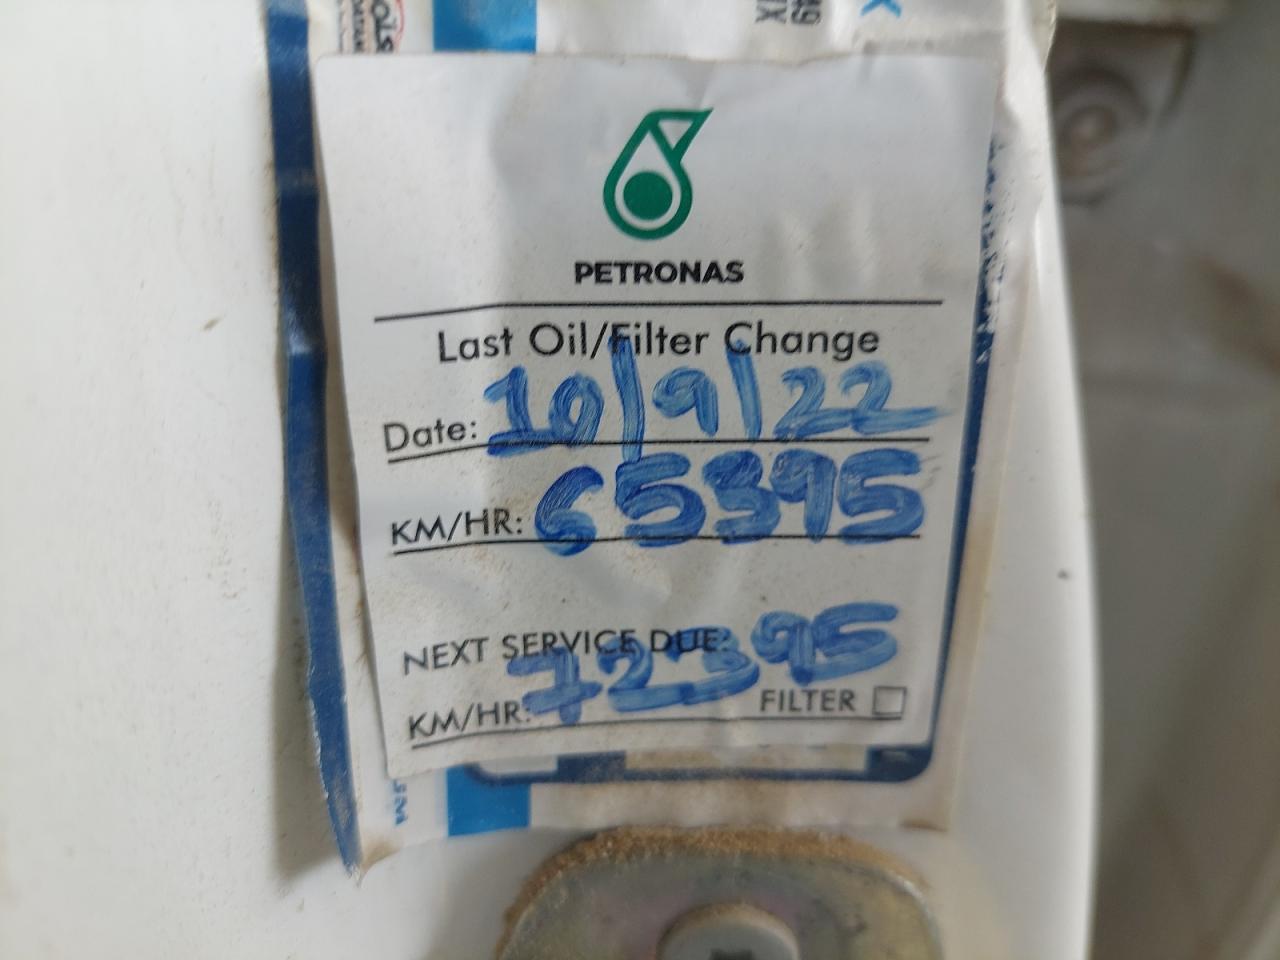 PETRONAS
Last Oil/Filter Change
Date: 10/9/22
KM/HR: 65395
NEXT SERVICE DUE:
KM/HR: 72395 FILTER